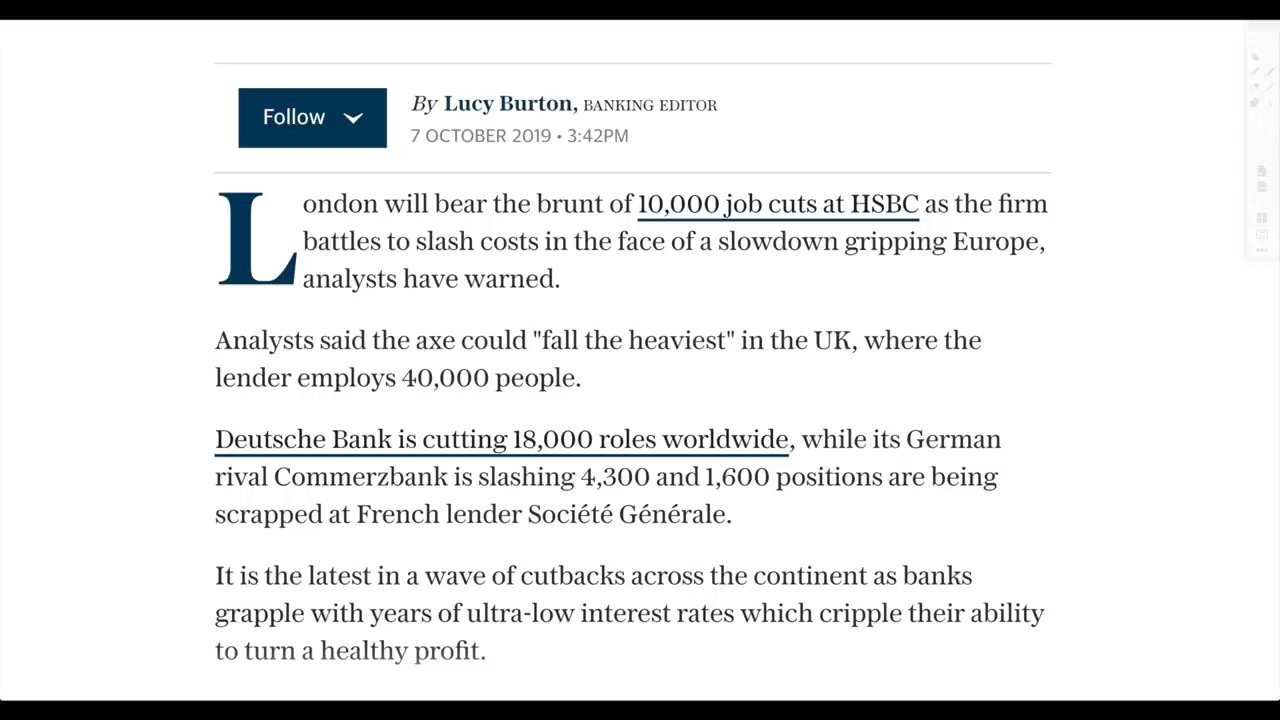 Follow
By Lucy Burton, BANKING EDITOR
7 OCTOBER 2019 • 3:42PM
London will bear the brunt of 10,000 job cuts at HSBC as the firm
battles to slash costs in the face of a slowdown gripping Europe,
analysts have warned.
Analysts said the axe could "fall the heaviest" in the UK, where the
lender employs 40,000 people.
Deutsche Bank is cutting 18,000 roles worldwide, while its German
rival Commerzbank is slashing 4,300 and 1,600 positions are being
scrapped at French lender Société Générale.
It is the latest in a wave of cutbacks across the continent as banks
grapple with years of ultra-low interest rates which cripple their ability
to turn a healthy profit.